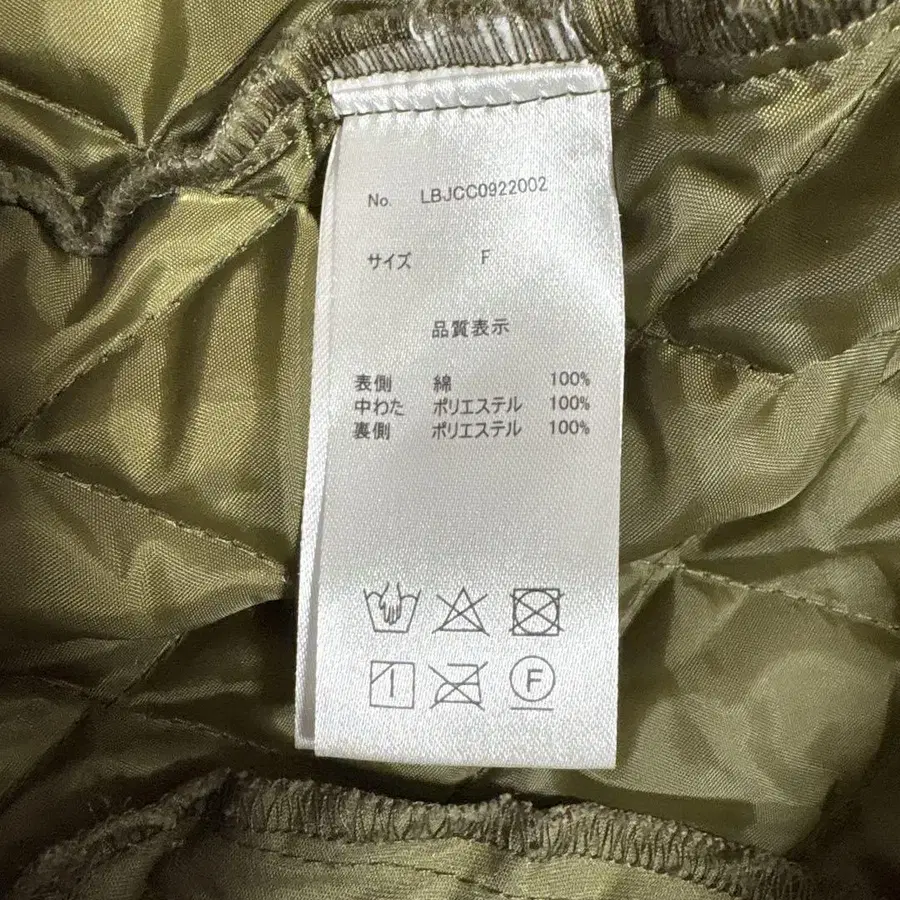 No. LBJCC0922002
サイズ F
品質表示
表側 綿 100%
中わた ポリエステル 100%
裏側 ポリエステル 100%
F